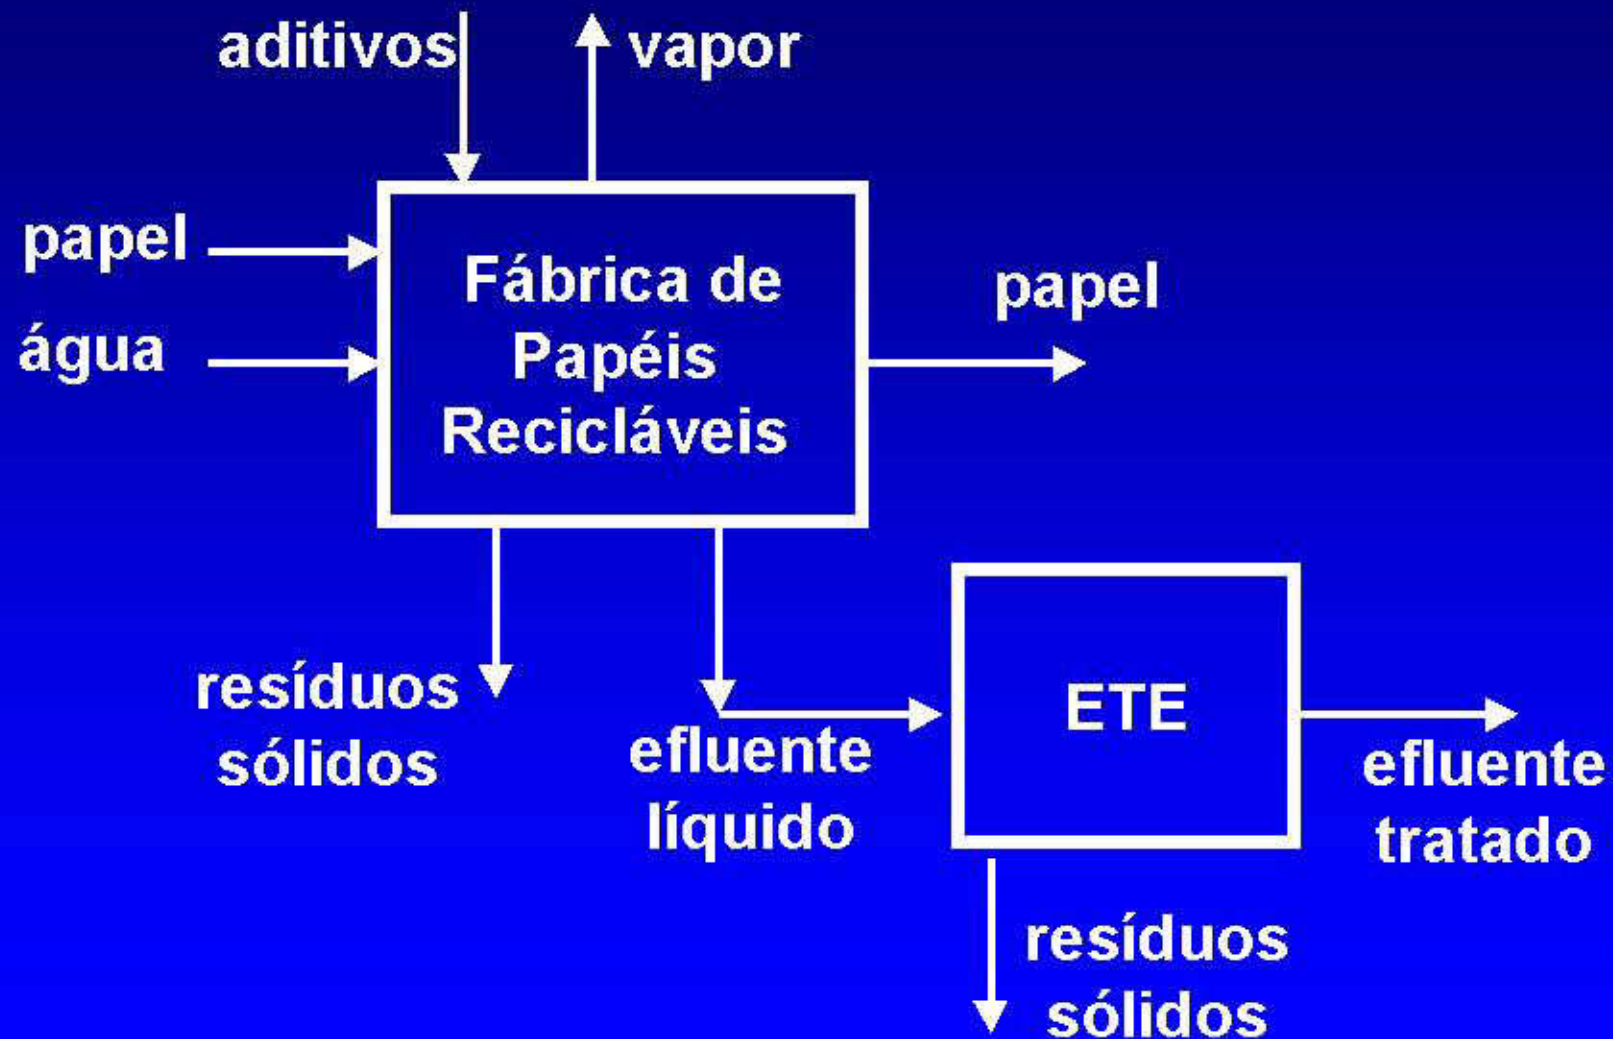 aditivos
vapor
papel
água
Fábrica de
Papéis
Recicláveis
papel
resíduos
sólidos
efluente
líquido
ETE
efluente
tratado
resíduos
sólidos